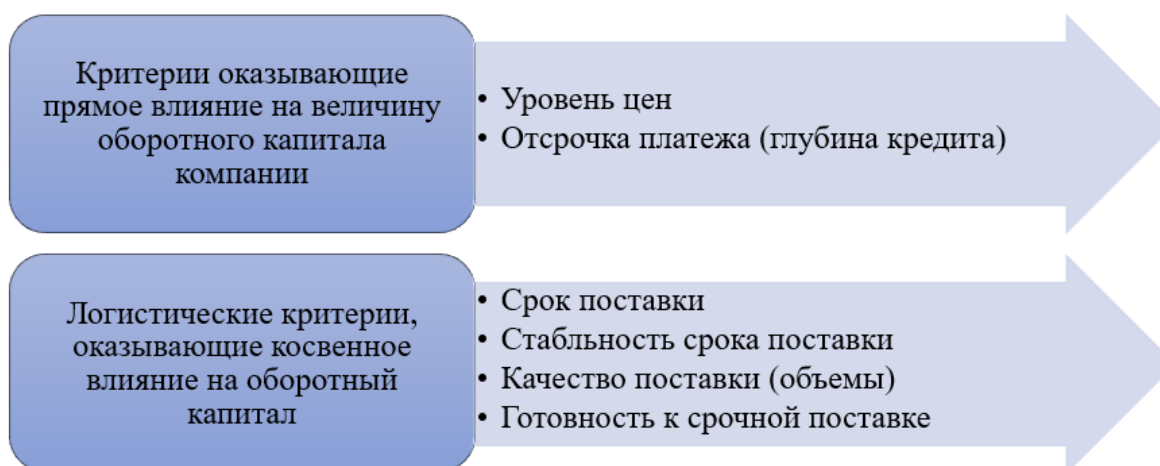 Критерии оказывающие
прямое влияние на величину
оборотного капитала
компании
• Уровень цен
• Отсрочка платежа (глубина кредита)
Логистические критерии,
оказывающие косвенное
влияние на оборотный
капитал
• Срок поставки
• Стабльность срока поставки
• Качество поставки (объемы)
• Готовность к срочной поставке